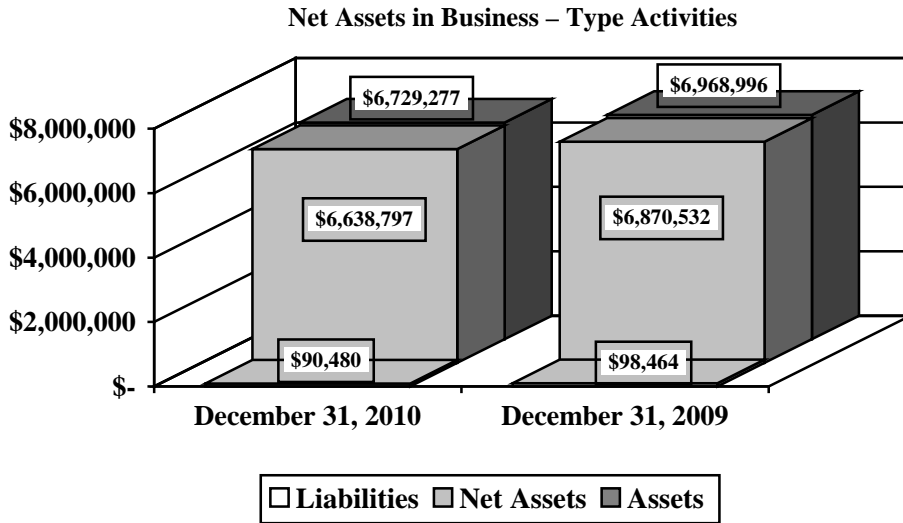 Net Assets in Business – Type Activities
$6,729,277
$6,968,996
$8,000,000
$6,000,000
$6,638,797
$6,870,532
$4,000,000
$2,000,000
$90,480
$98,464
$-
December 31, 2010
December 31, 2009
Liabilities
Net Assets
Assets